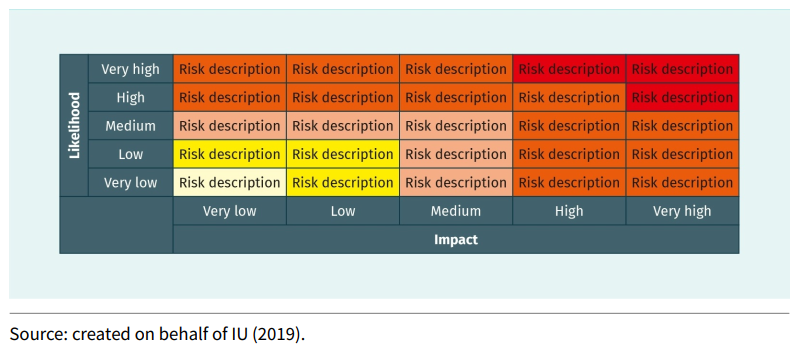 Likelihood
Very high Risk description Risk description Risk description Risk description Risk description
High Risk description Risk description Risk description Risk description Risk description
Medium Risk description Risk description Risk description Risk description Risk description
Low Risk description Risk description Risk description Risk description Risk description
Very low Risk description Risk description Risk description Risk description Risk description
Very low Low Medium High Very high
Impact
Source: created on behalf of IU (2019).